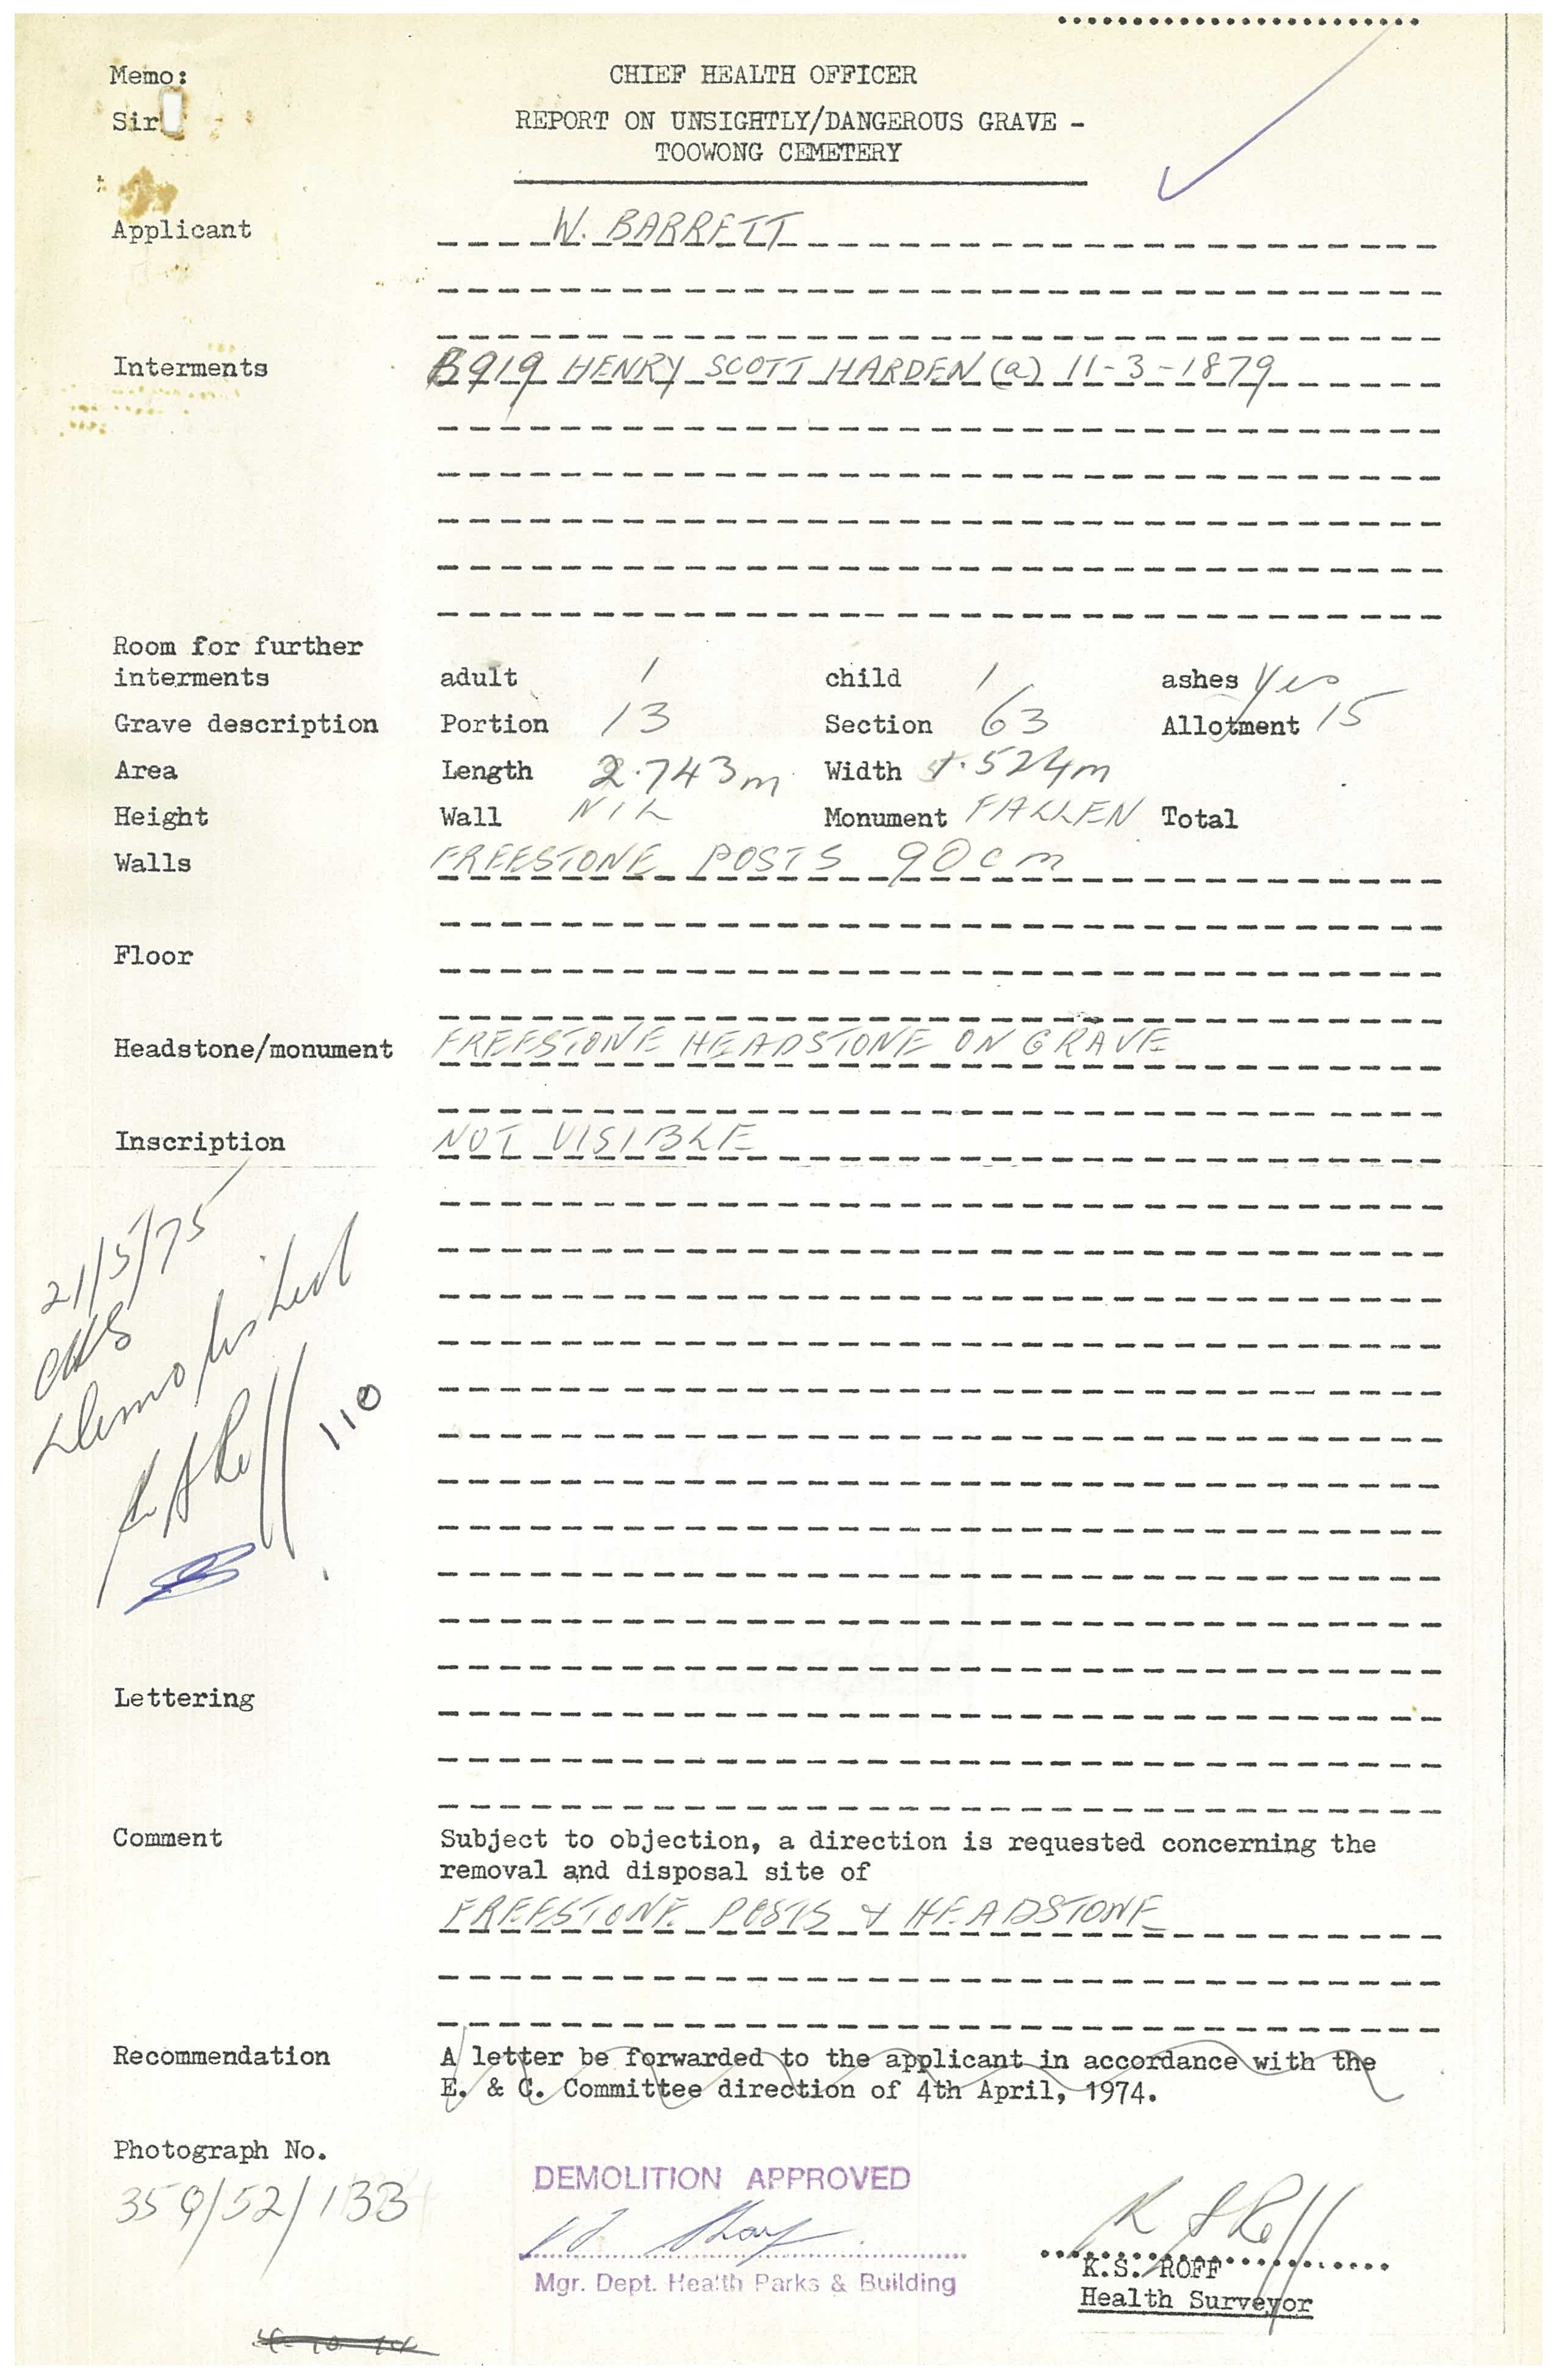 Memo: CHIEF HEALTH OFFICER
Sir
REPORT ON UNSIGHTLY/DANGEROUS GRAVE -
TOOWONG CEMETERY
Applicant W. BARRETT
Interments B919 HENRY SCOTT HARDEN (a) 11-3-1879
Room for further
interments adult 1 child 1 ashes Yes
Grave description Portion 13 Section 63 Allotment 15
Area Length 2.743m Width 1.524m
Height Wall NIL Monument FALLEN Total
Walls FREESTONE POSTS 90cm
Floor
Headstone/monument FREESTONE HEADSTONE ON GRAVE
Inscription NOT VISIBLE
21/5/75
Demolished
K S Roff
110
Lettering
Comment Subject to objection, a direction is requested concerning the
removal and disposal site of
FREESTONE POSTS & HEADSTONE
Recommendation A letter be forwarded to the applicant in accordance with the
E. & C. Committee direction of 4th April, 1974.
Photograph No.
359/52/133
DEMOLITION APPROVED
Mgr. Dept. Health Parks & Building
K S Roff
K.S. ROFF
Health Surveyor